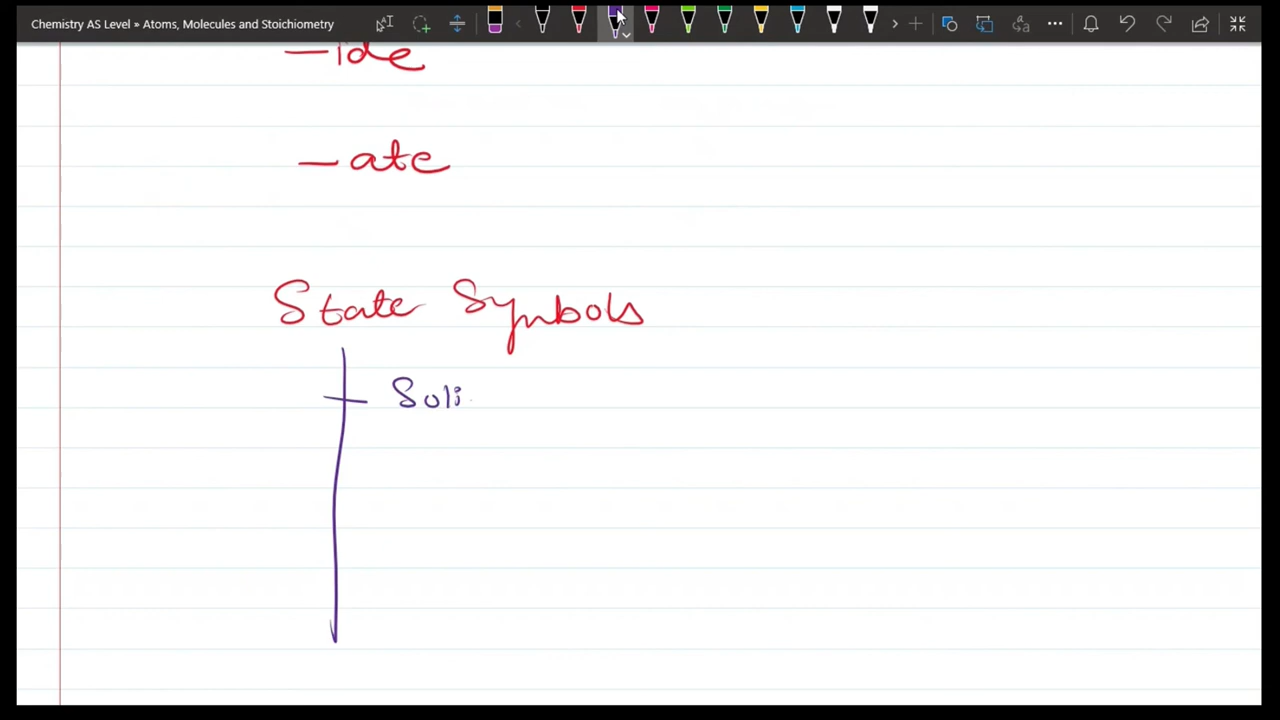 Chemistry AS Level » Atoms, Molecules and Stoichiometry
–ide
–ate
State Symbols
Soli